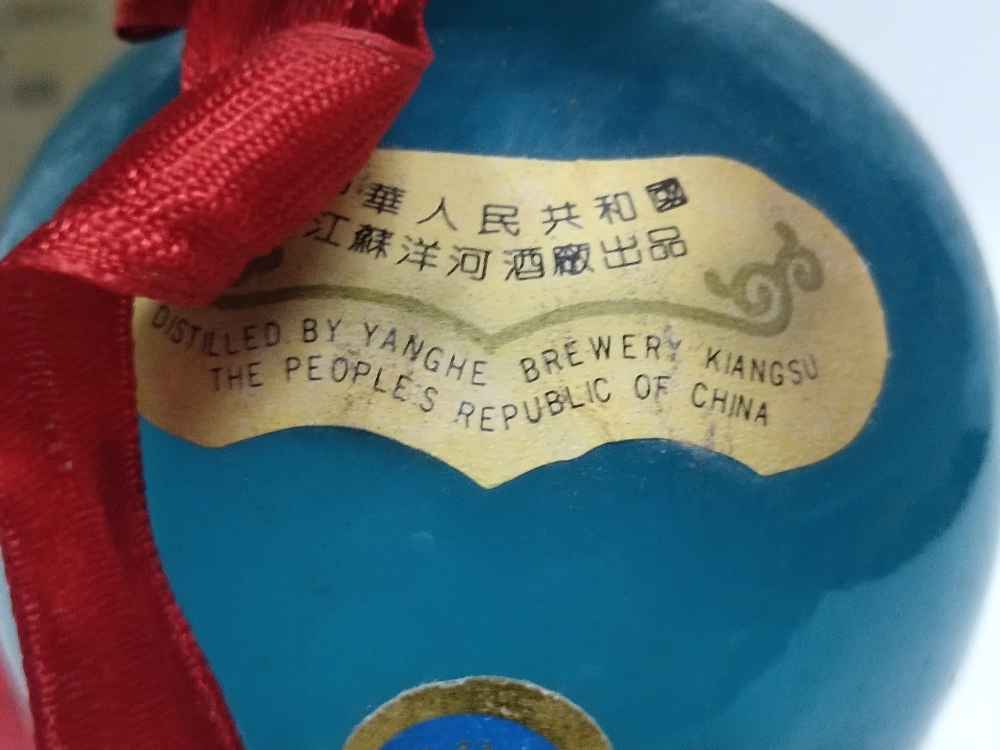 華人民共和國
江蘇洋河酒廠出品
DISTILLED BY YANGHE BREWERY KIANGSU
THE PEOPLE'S REPUBLIC OF CHINA